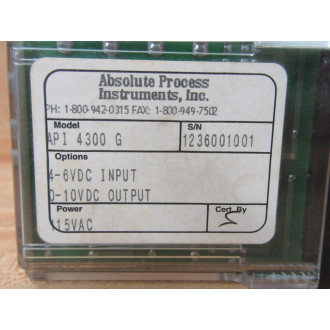 Absolute Process
Instruments, Inc.
PH: 1-800-942-0315 FAX: 1-800-949-7502
Model
S/N
API 4300 G
1236001001
Options
4-6VDC INPUT
0-10VDC OUTPUT
Power
Cert. By
115VAC